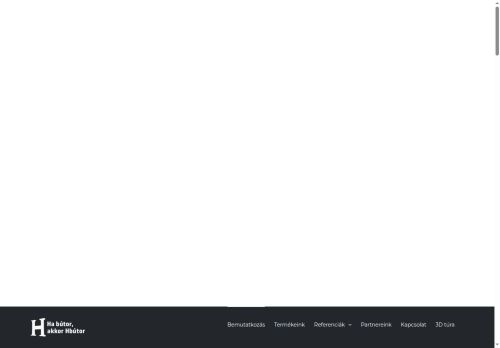 Ha bútor,
akkor Hbútor
Bemutatkozás Termékeink Referenciák Partnereink Kapcsolat 3D túra